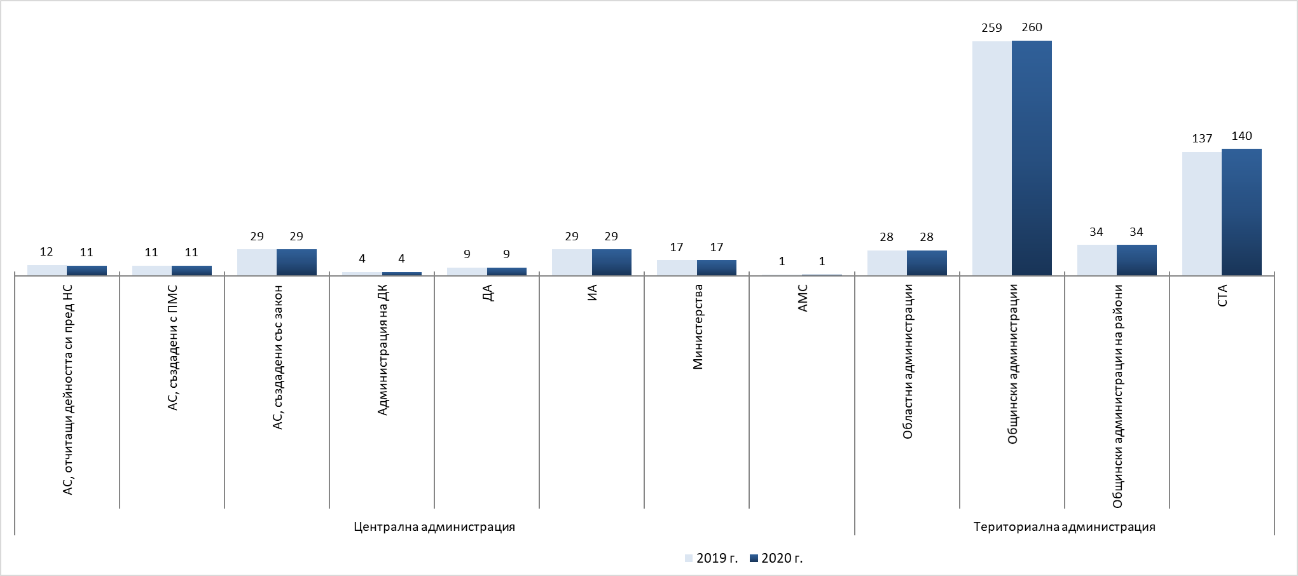 259 260
137 140
12 11 11 11 29 29 4 4 9 9 29 29 17 17 1 1 28 28 34 34
АС, отчитащи дейността си пред НС
АС, създадени с ПМС
АС, създадени със закон
Администрация на ДК
ДА
ИА
Министерства
АМС
Областни администрации
Общински администрации
Общински администрации на райони
СТА
Централна администрация
Териториална администрация
2019 г. 2020 г.